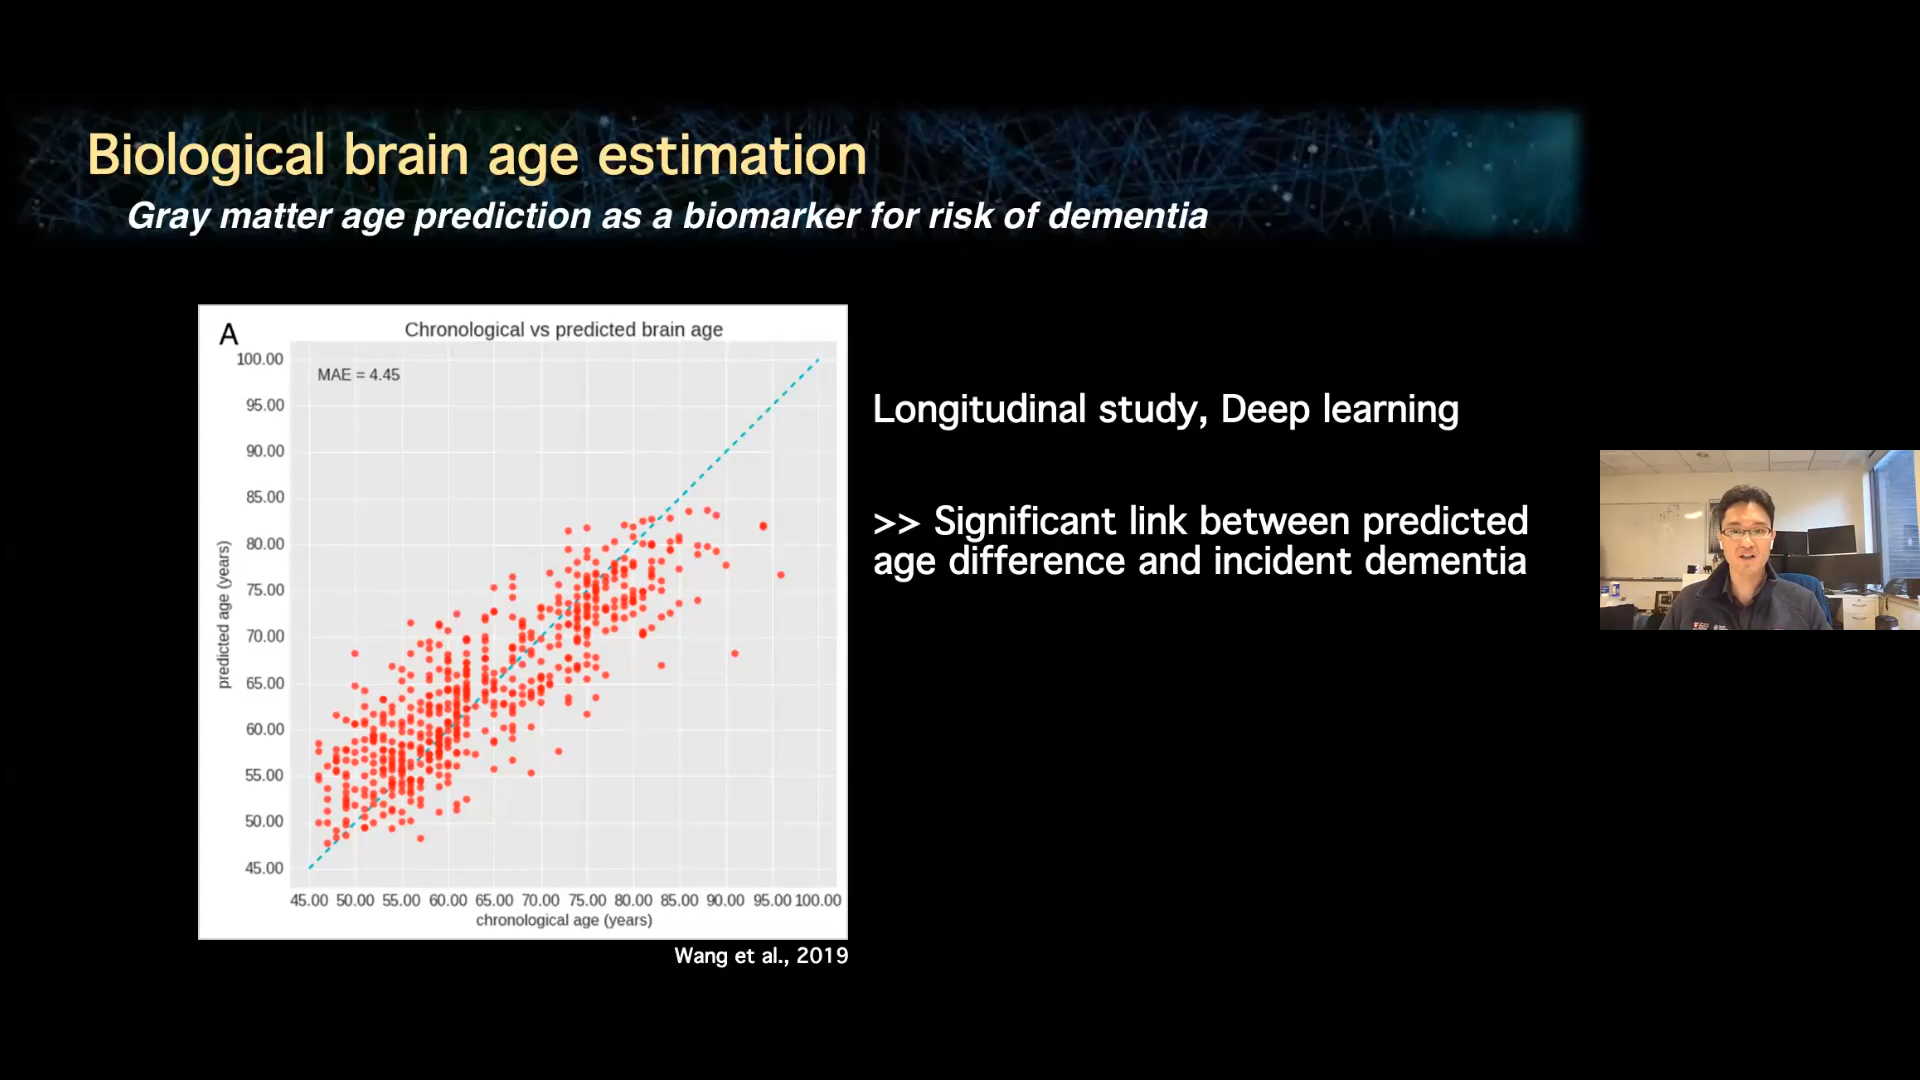 Biological brain age estimation
Gray matter age prediction as a biomarker for risk of dementia
A
Chronological vs predicted brain age
MAE = 4.45
100.00
95.00
90.00
85.00
80.00
75.00
70.00
65.00
60.00
55.00
50.00
45.00
predicted age (years)
45.00 50.00 55.00 60.00 65.00 70.00 75.00 80.00 85.00 90.00 95.00 100.00
chronological age (years)
Wang et al., 2019
Longitudinal study, Deep learning
>> Significant link between predicted
age difference and incident dementia